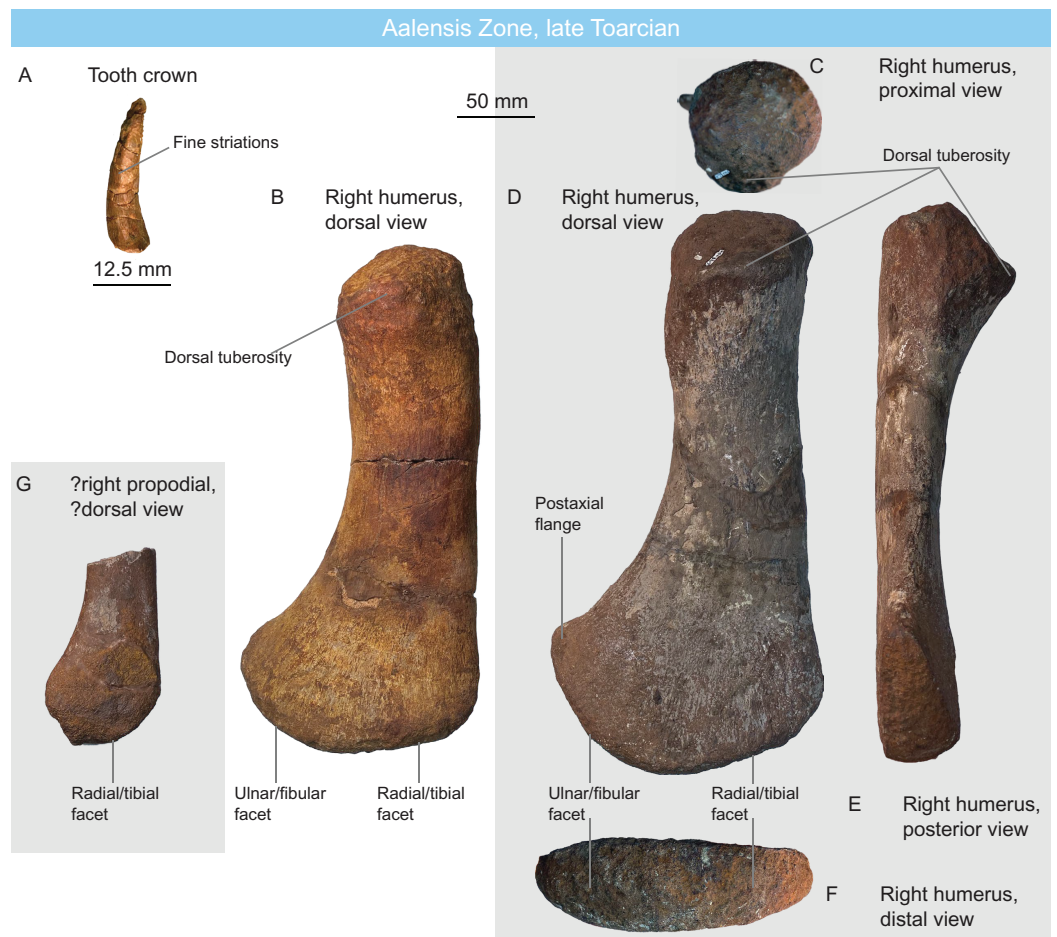 Aalensis Zone, late Toarcian
A
Tooth crown
Fine striations
12.5 mm
50 mm
B
Right humerus,
dorsal view
Dorsal tuberosity
C
Right humerus,
proximal view
Dorsal tuberosity
D
Right humerus,
dorsal view
Postaxial
flange
G
?right propodial,
?dorsal view
Radial/tibial
facet
Ulnar/fibular
facet
Radial/tibial
facet
Ulnar/fibular
facet
Radial/tibial
facet
E
Right humerus,
posterior view
F
Right humerus,
distal view